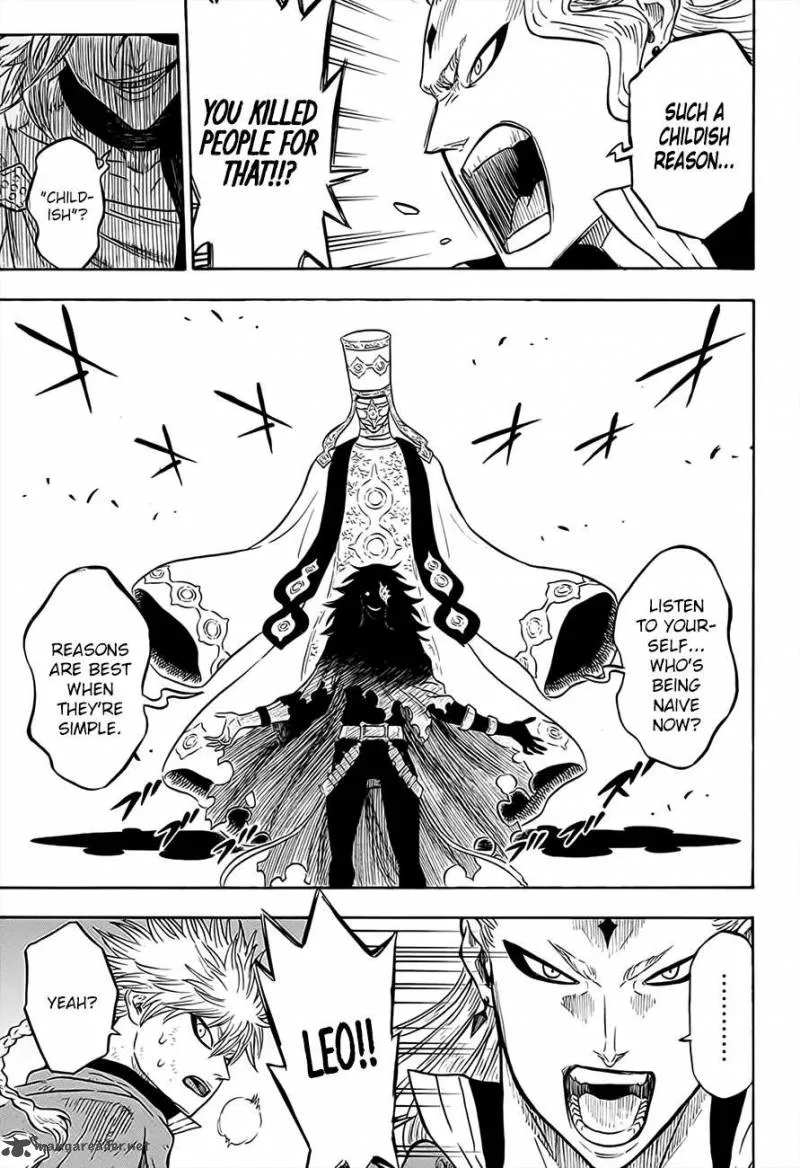 SUCH A
CHILDISH
REASON...
YOU KILLED
PEOPLE FOR
THAT!!!?
"CHILD-
ISH"?
LISTEN
TO YOUR-
SELF...
WHO'S
BEING
NAIVE
NOW?
REASONS
ARE BEST
WHEN
THEY'RE
SIMPLE.
.........
LEO!!
YEAH?
mangareader.net